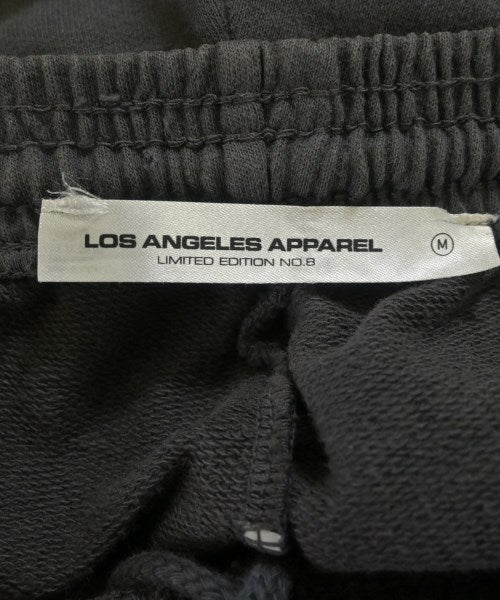 LOS ANGELES APPAREL
LIMITED EDITION NO.8
M